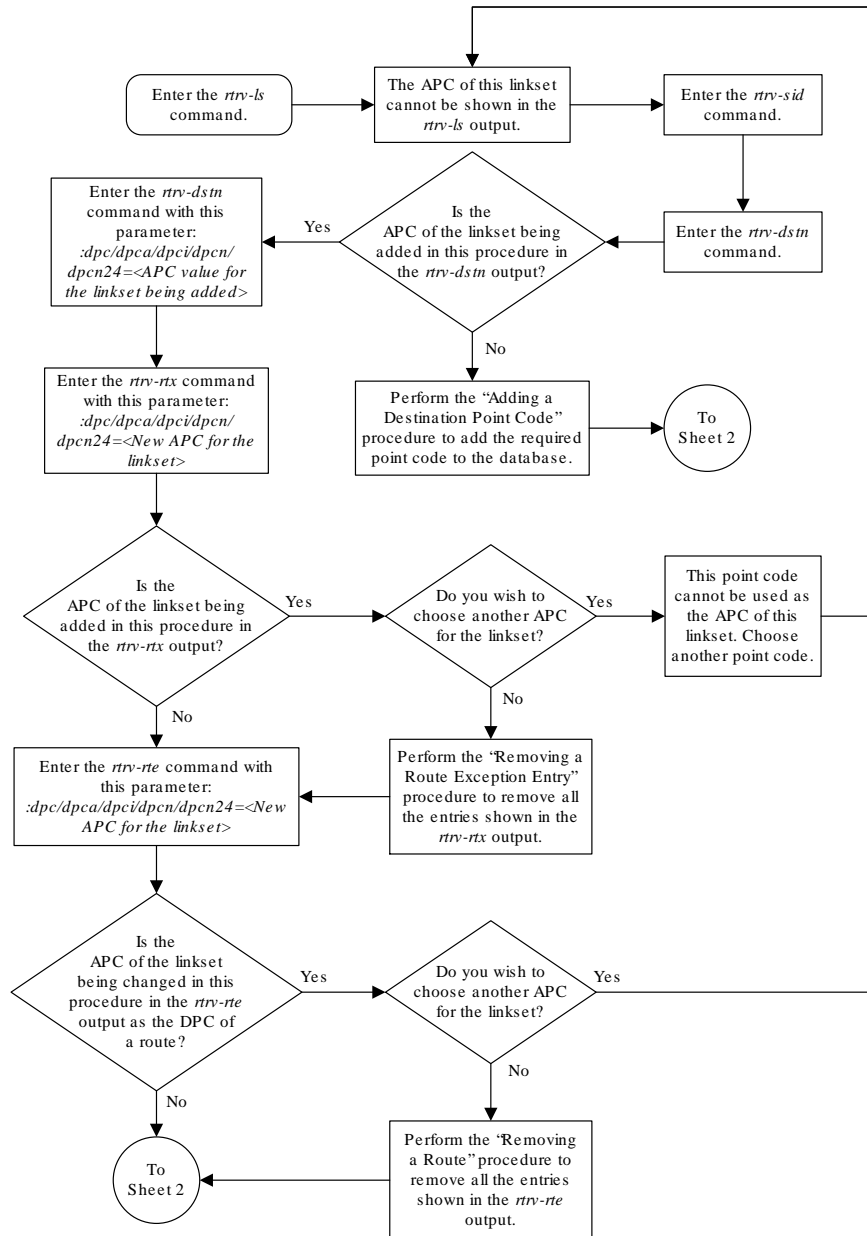 Enter the rtrv-ls
command.
The APC of this linkset
cannot be shown in the
rtrv-ls output.
Enter the rtrv-sid
command.
Enter the rtrv-dstn
command with this
parameter:
:dpc/dpca/dpci/dpcn/
dpcn24=<APC value for
the linkset being added>
Yes
Is the
APC of the linkset being
added in this procedure in
the rtrv-dstn output?
Enter the rtrv-dstn
command.
No
Enter the rtrv-rtx command
with this parameter:
:dpc/dpca/dpci/dpcn/
dpcn24=<New APC for the
linkset>
Perform the “Adding a
Destination Point Code”
procedure to add the required
point code to the database.
To
Sheet 2
Is the
APC of the linkset being
added in this procedure in
the rtrv-rtx output?
Yes
Do you wish to
choose another APC
for the linkset?
Yes
This point code
cannot be used as
the APC of this
linkset. Choose
another point code.
No
No
Enter the rtrv-rte command with
this parameter:
:dpc/dpca/dpci/dpcn/dpcn24=<New
APC for the linkset>
Perform the “Removing a
Route Exception Entry”
procedure to remove all
the entries shown in the
rtrv-rtx output.
Is the
APC of the linkset
being changed in this
procedure in the rtrv-rte
output as the DPC of
a route?
Yes
Do you wish to
choose another APC
for the linkset?
Yes
No
No
To
Sheet 2
Perform the “Removing
a Route” procedure to
remove all the entries
shown in the rtrv-rte
output.